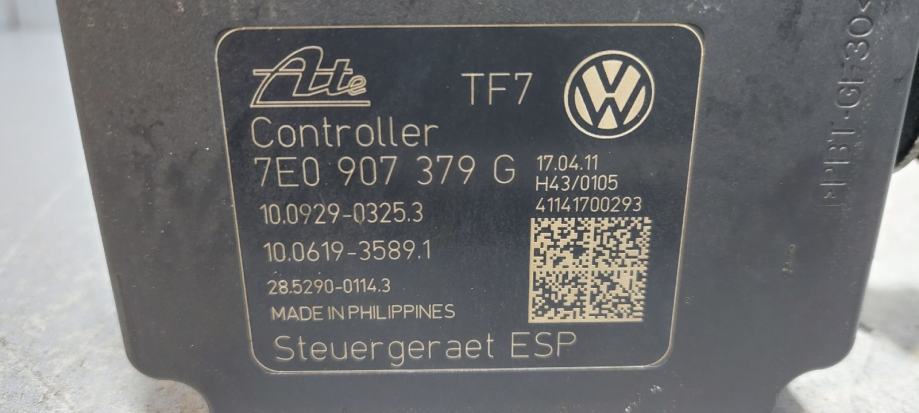 Ate TF7
Controller
7E0 907 379 G
17.04.11
H43/0105
41141700293
10.0929-0325.3
10.0619-3589.1
28.5290-0114.3
MADE IN PHILIPPINES
Steuergeraet ESP